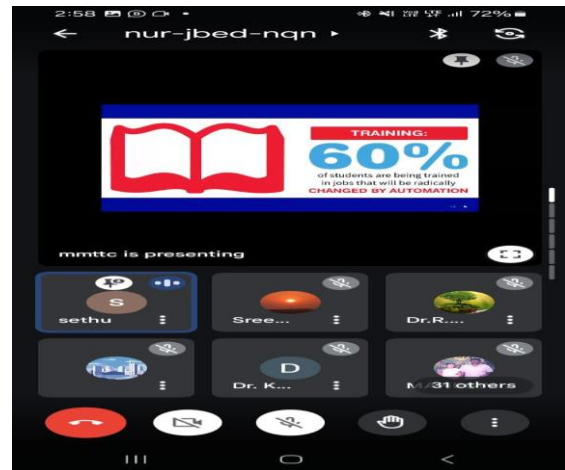 2:58
72%
nur-jbed-nqn
TRAINING:
60%
of students are being trained
in jobs that will be radically
CHANGED BY AUTOMATION
mmttc is presenting
S
sethu
Sree...
Dr.R....
D
Dr. K...
31 others